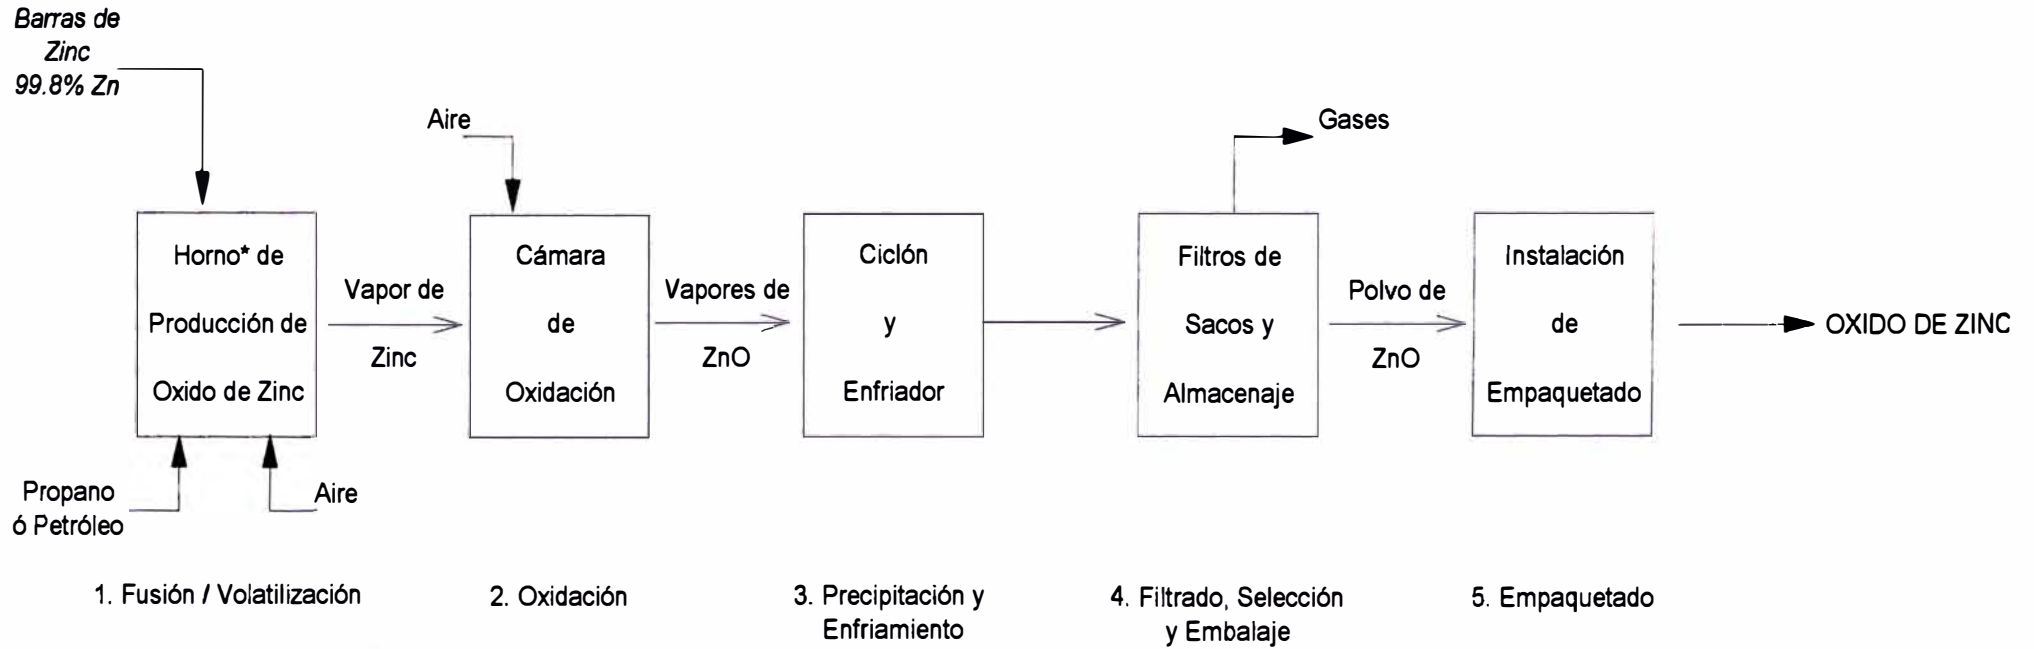 Barras de
Zinc
99.8% Zn
Aire
Gases
Horno* de
Producción de
Oxido de Zinc
Vapor de
Zinc
Cámara
de
Oxidación
Vapores de
ZnO
Ciclón
y
Enfriador
Filtros de
Sacos y
Almacenaje
Polvo de
ZnO
Instalación
de
Empaquetado
OXIDO DE ZINC
Propano
ó Petróleo
Aire
1. Fusión / Volatilización
2. Oxidación
3. Precipitación y
Enfriamiento
4. Filtrado, Selección
y Embalaje
5. Empaquetado